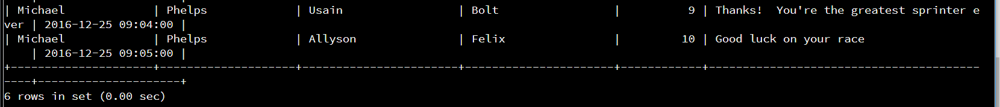 | Michael             | Phelps             | Usain                 | Bolt                 |          9 | Thanks!  You're the greatest sprinter e
ver | 2016-12-25 09:04:00 |
| Michael             | Phelps             | Allyson               | Felix                |         10 | Good luck on your race
    | 2016-12-25 09:05:00 |
+---------------------+--------------------+-----------------------+----------------------+------------+----------------------------------------
----+---------------------+
6 rows in set (0.00 sec)